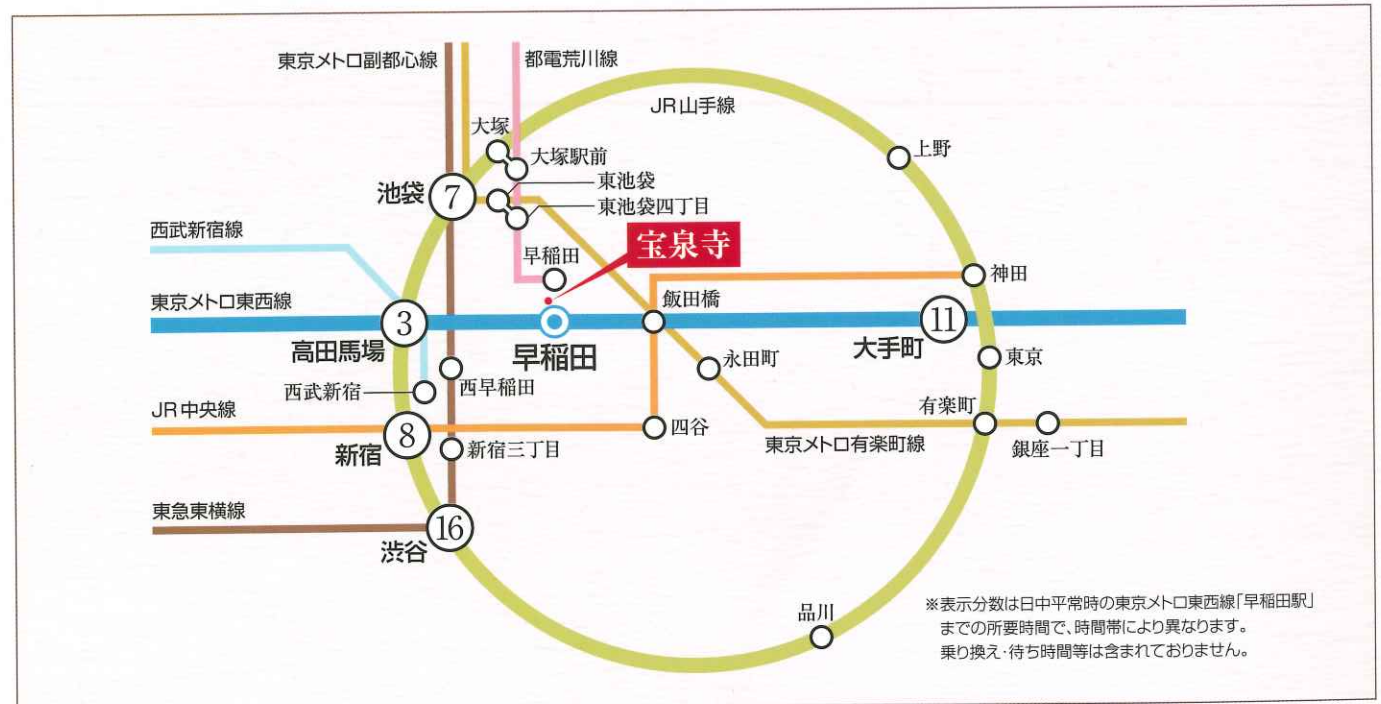 東京メトロ副都心線
都電荒川線
JR山手線
大塚
大塚駅前
上野
池袋
7
東池袋
東池袋四丁目
西武新宿線
早稲田
宝泉寺
神田
東京メトロ東西線
飯田橋
3
高田馬場
早稲田
11
大手町
東京
永田町
西武新宿
西早稲田
JR中央線
8
新宿
四谷
有楽町
新宿三丁目
東京メトロ有楽町線
銀座一丁目
東急東横線
16
渋谷
品川
※表示分数は日中平常時の東京メトロ東西線「早稲田駅」
までの所要時間で、時間帯により異なります。
乗り換え・待ち時間等は含まれておりません。